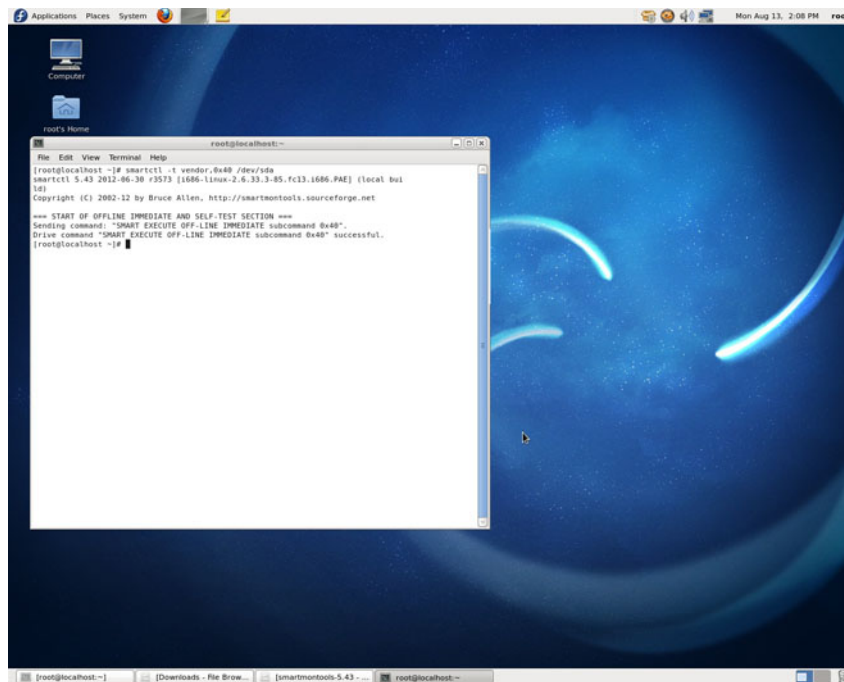 Applications Places System
Mon Aug 13, 2:08 PM
Computer
root's Home
root@localhost:~
File Edit View Terminal Help
[root@localhost ~]# smartctl -t vendor,0x40 /dev/sda
smartctl 5.43 2012-06-30 r3573 [i686-linux-2.6.33.3-85.fc13.i686.PAE] (local bui
ld)
Copyright (C) 2002-12 by Bruce Allen, http://smartmontools.sourceforge.net
=== START OF OFFLINE IMMEDIATE AND SELF-TEST SECTION ===
Sending command: "SMART EXECUTE OFF-LINE IMMEDIATE subcommand 0x40".
Drive command "SMART EXECUTE OFF-LINE IMMEDIATE subcommand 0x40" successful.
[root@localhost ~]#
[root@localhost:~] [Downloads - File Brow... [smartmontools-5.43 - ... root@localhost:~